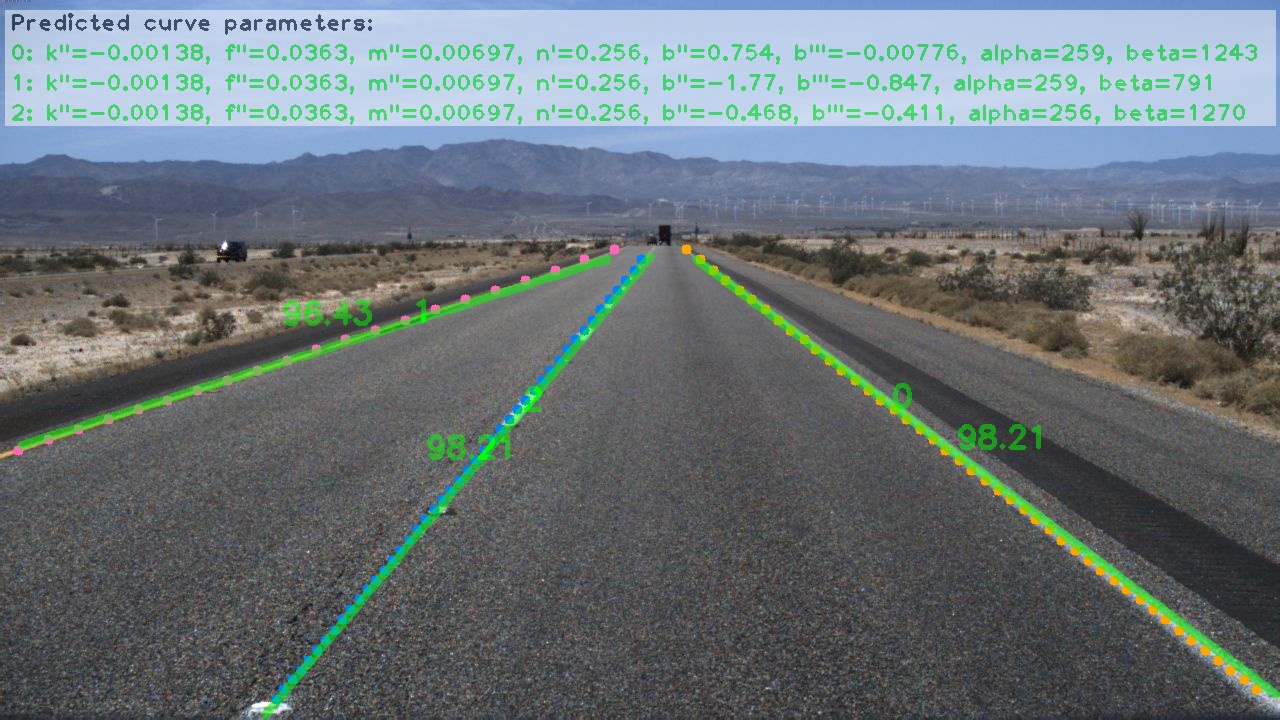 Predicted curve parameters:
0: k''=-0.00138, f''=0.0363, m''=0.00697, n'=0.256, b''=0.754, b'''=-0.00776, alpha=259, beta=1243
1: k''=-0.00138, f''=0.0363, m''=0.00697, n'=0.256, b''=-1.77, b'''=-0.847, alpha=259, beta=791
2: k''=-0.00138, f''=0.0363, m''=0.00697, n'=0.256, b''=-0.468, b'''=-0.411, alpha=256, beta=1270
96.43 1
2
0
98.21
98.21